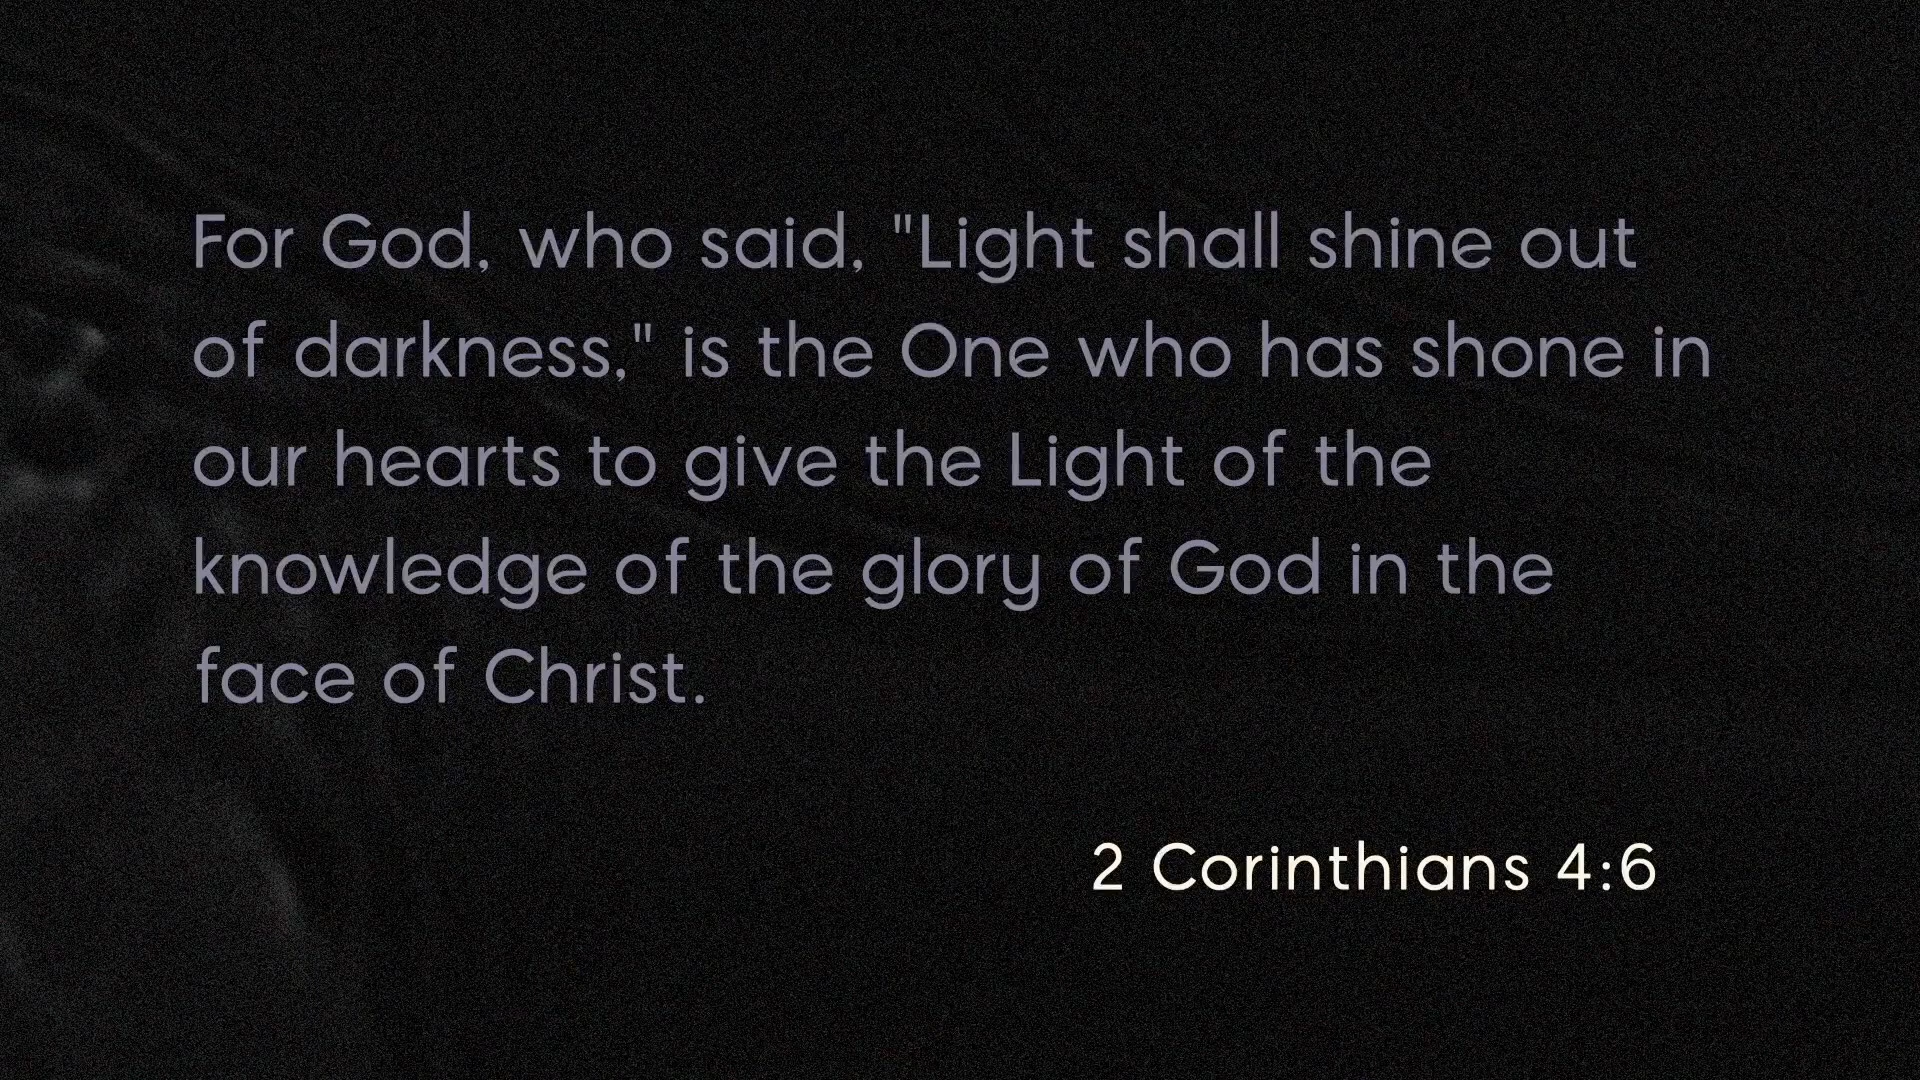 For God, who said, "Light shall shine out
of darkness," is the One who has shone in
our hearts to give the Light of the
knowledge of the glory of God in the
face of Christ.
2 Corinthians 4:6